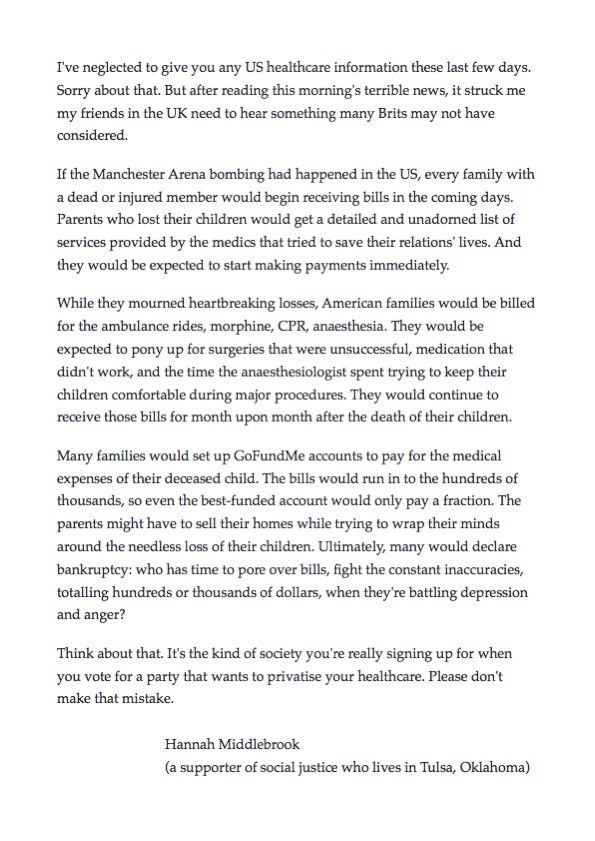 I've neglected to give you any US healthcare information these last few days.
Sorry about that. But after reading this morning's terrible news, it struck me
my friends in the UK need to hear something many Brits may not have
considered.
If the Manchester Arena bombing had happened in the US, every family with
a dead or injured member would begin receiving bills in the coming days.
Parents who lost their children would get a detailed and unadorned list of
services provided by the medics that tried to save their relations' lives. And
they would be expected to start making payments immediately.
While they mourned heartbreaking losses, American families would be billed
for the ambulance rides, morphine, CPR, anaesthesia. They would be
expected to pony up for surgeries that were unsuccessful, medication that
didn't work, and the time the anaesthesiologist spent trying to keep their
children comfortable during major procedures. They would continue to
receive those bills for month upon month after the death of their children.
Many families would set up GoFundMe accounts to pay for the medical
expenses of their deceased child. The bills would run in to the hundreds of
thousands, so even the best-funded account would only pay a fraction. The
parents might have to sell their homes while trying to wrap their minds
around the needless loss of their children. Ultimately, many would declare
bankruptcy: who has time to pore over bills, fight the constant inaccuracies,
totalling hundreds or thousands of dollars, when they're battling depression
and anger?
Think about that. It's the kind of society you're really signing up for when
you vote for a party that wants to privatise your healthcare. Please don't
make that mistake.
Hannah Middlebrook
(a supporter of social justice who lives in Tulsa, Oklahoma)